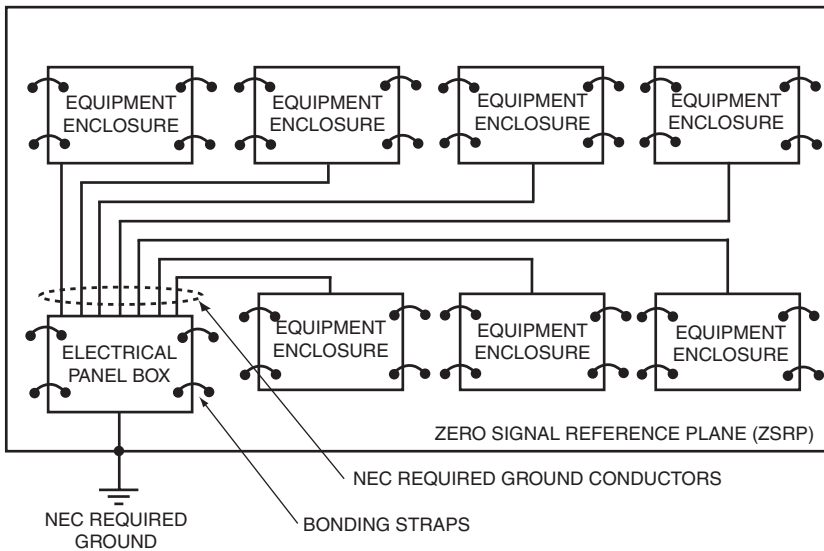 EQUIPMENT
ENCLOSURE
EQUIPMENT
ENCLOSURE
EQUIPMENT
ENCLOSURE
EQUIPMENT
ENCLOSURE
EQUIPMENT
ENCLOSURE
EQUIPMENT
ENCLOSURE
EQUIPMENT
ENCLOSURE
ELECTRICAL
PANEL BOX
ZERO SIGNAL REFERENCE PLANE (ZSRP)
NEC REQUIRED GROUND CONDUCTORS
NEC REQUIRED
GROUND
BONDING STRAPS